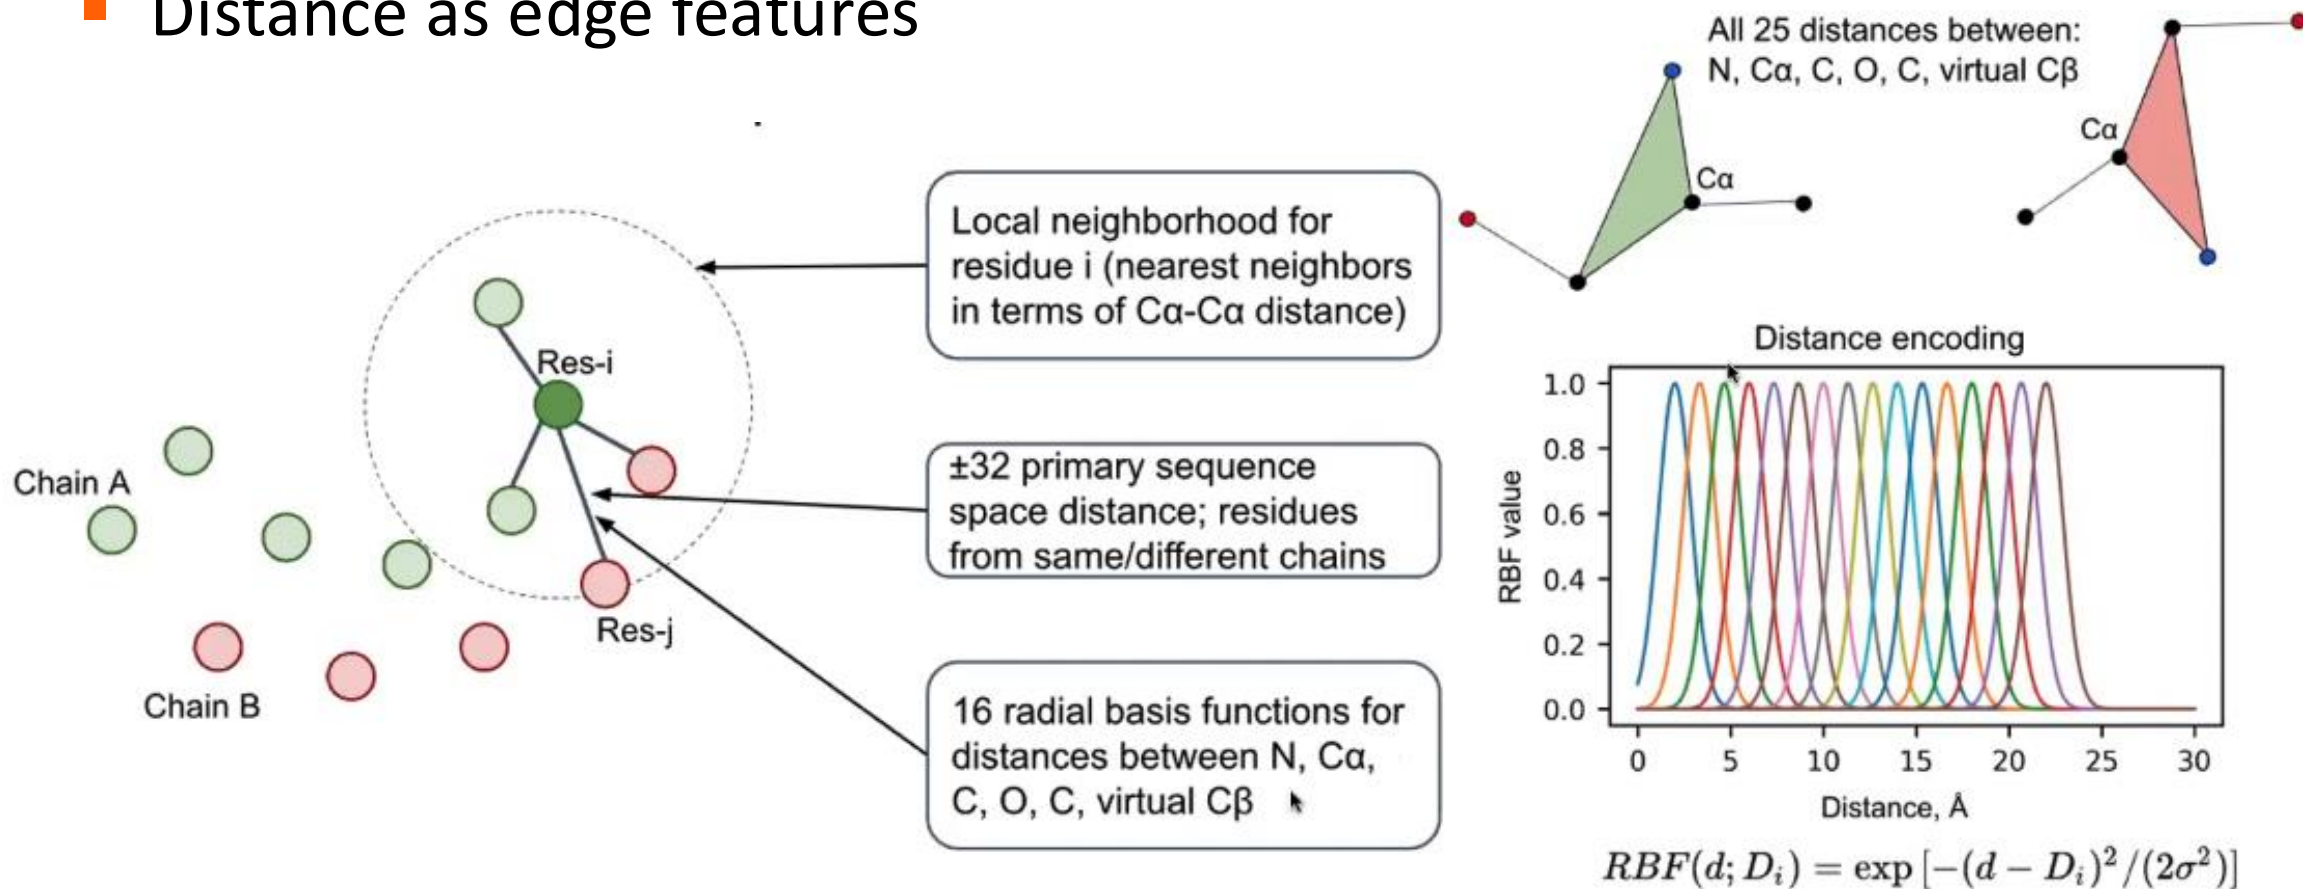 Distance as edge features
All 25 distances between:
N, Cα, C, O, C, virtual Cβ
Cα
Cα
Local neighborhood for
residue i (nearest neighbors
in terms of Cα-Cα distance)
Res-i
Chain A
±32 primary sequence
space distance; residues
from same/different chains
Res-j
Chain B
16 radial basis functions for
distances between N, Cα,
C, O, C, virtual Cβ
Distance encoding
1.0
0.8
0.6
0.4
0.2
0.0
RBF value
0 5 10 15 20 25 30
Distance, Å
RBF(d; D_i) = exp [−(d − D_i)²/(2σ²)]